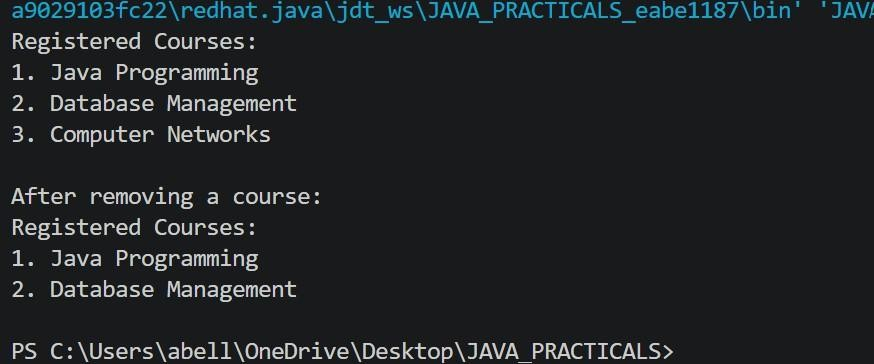 a9029103fc22\redhat.java\jdt_ws\JAVA_PRACTICALS_eabe1187\bin' 'JAVA
Registered Courses:
1. Java Programming
2. Database Management
3. Computer Networks
After removing a course:
Registered Courses:
1. Java Programming
2. Database Management
PS C:\Users\abell\OneDrive\Desktop\JAVA_PRACTICALS>